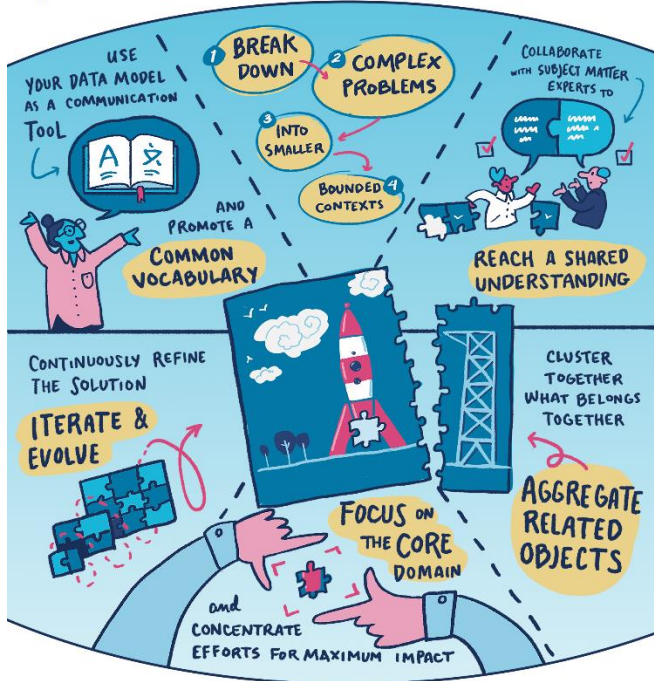 USE
YOUR DATA MODEL
AS A COMMUNICATION
TOOL
A 文
AND
PROMOTE A
COMMON
VOCABULARY
1 BREAK
DOWN
2 COMPLEX
PROBLEMS
3 INTO
SMALLER
BOUNDED
CONTEXTS 4
COLLABORATE
WITH SUBJECT MATTER
EXPERTS TO
REACH A SHARED
UNDERSTANDING
CONTINUOUSLY REFINE
THE SOLUTION
ITERATE &
EVOLVE
FOCUS ON
THE CORE
DOMAIN
and
CONCENTRATE
EFFORTS FOR MAXIMUM IMPACT
CLUSTER
TOGETHER
WHAT BELONGS
TOGETHER
AGGREGATE
RELATED
OBJECTS